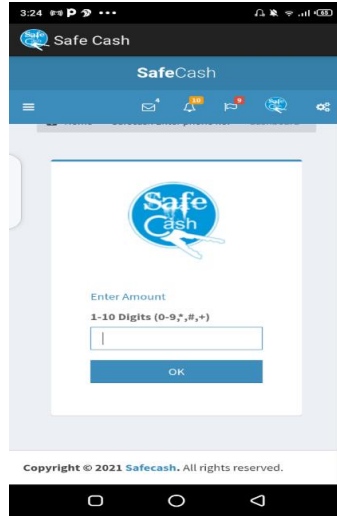 3:24
Safe Cash
SafeCash
4
10
9
Safe
Cash
Enter Amount
1-10 Digits (0-9,*,#,+)
OK
Copyright © 2021 Safecash. All rights reserved.